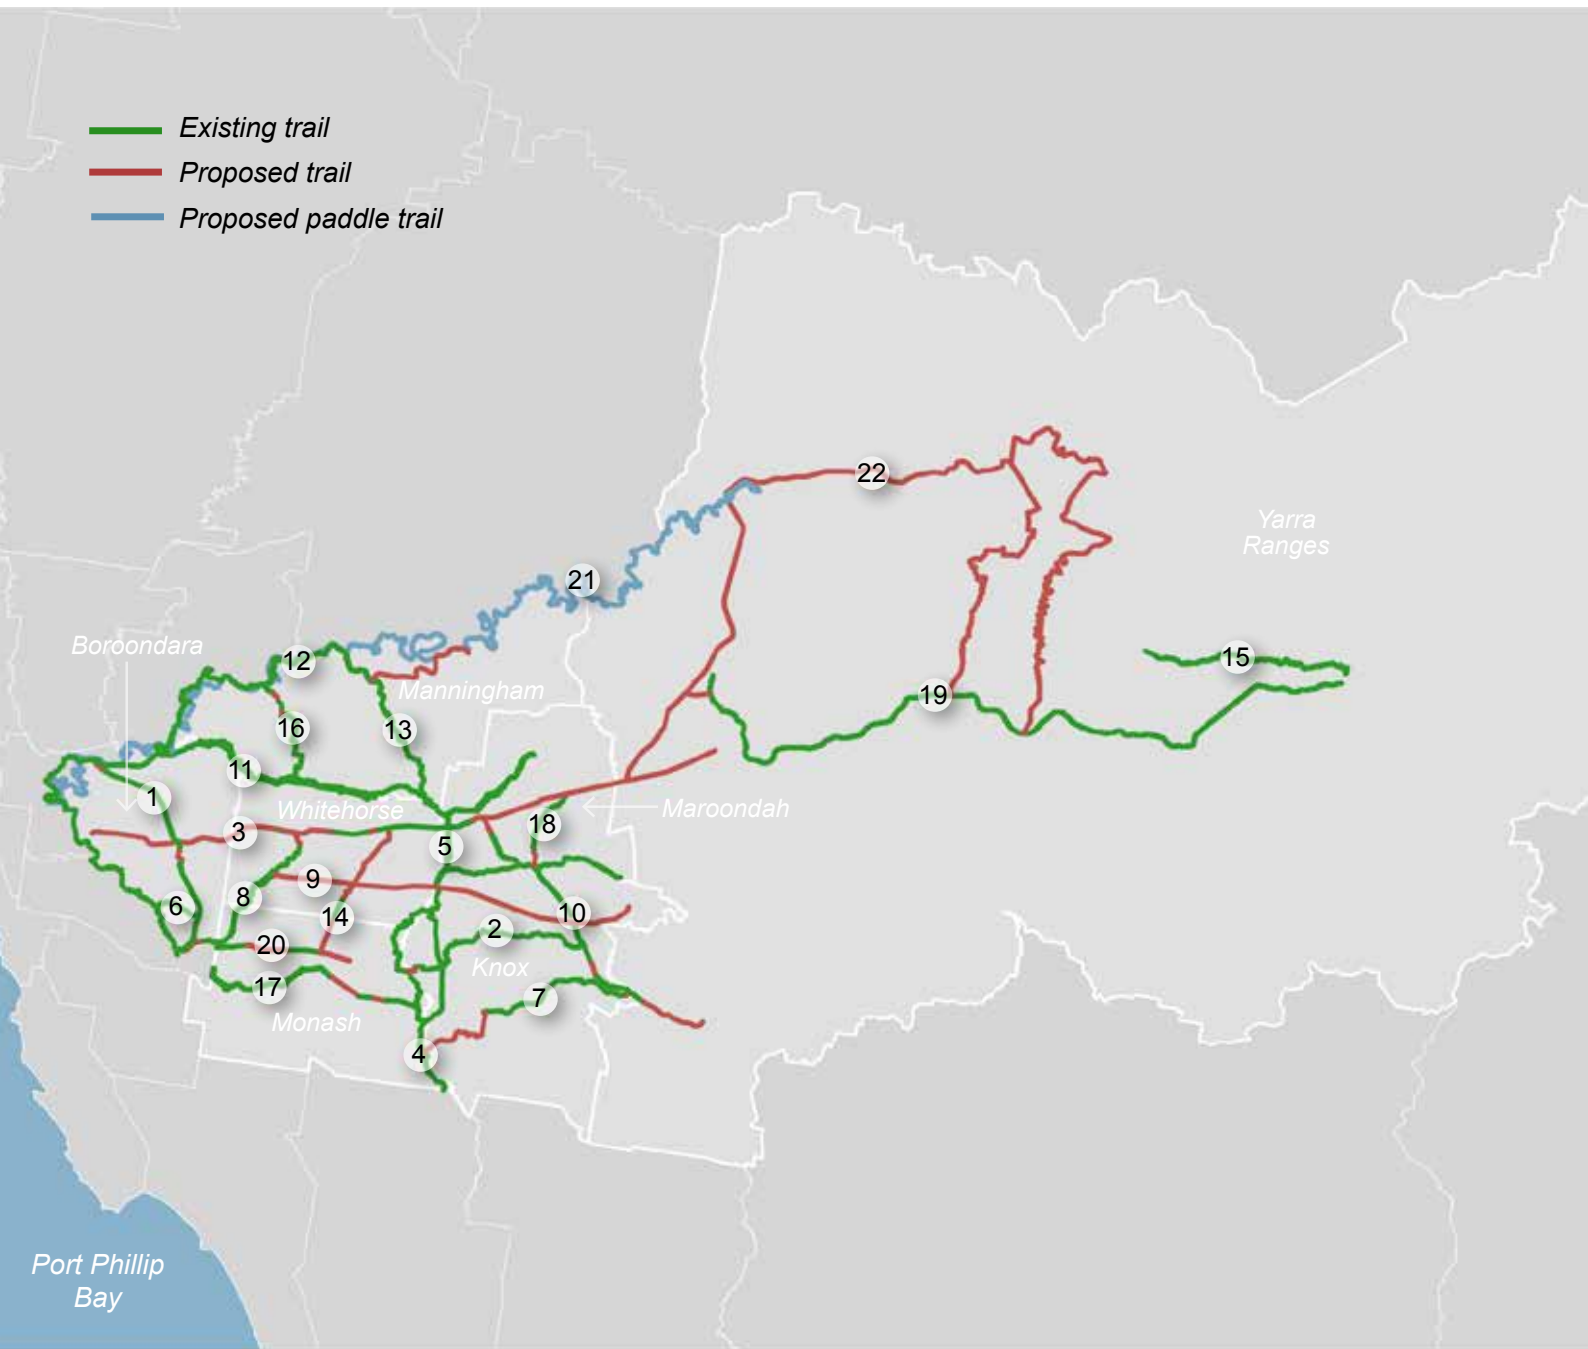 Existing trail
Proposed trail
Proposed paddle trail
22
Yarra
Ranges
21
Boroondara
12
15
Manningham
19
16
13
11
1
Whitehorse
Maroondah
3
18
5
9
8
6
14
10
2
20
Knox
17
7
Monash
4
Port Phillip
Bay